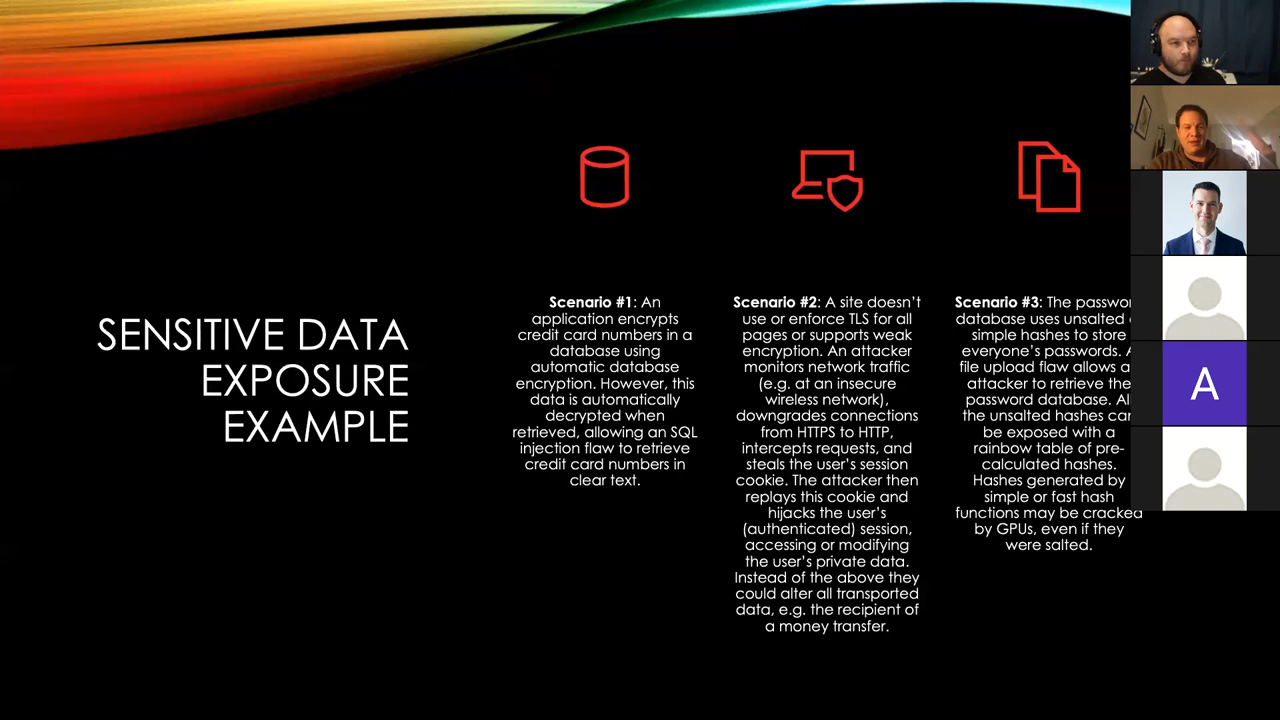 SENSITIVE DATA
EXPOSURE
EXAMPLE
Scenario #1: An
application encrypts
credit card numbers in a
database using
automatic database
encryption. However, this
data is automatically
decrypted when
retrieved, allowing an SQL
injection flaw to retrieve
credit card numbers in
clear text.
Scenario #2: A site doesn't
use or enforce TLS for all
pages or supports weak
encryption. An attacker
monitors network traffic
(e.g. at an insecure
wireless network),
downgrades connections
from HTTPS to HTTP,
intercepts requests, and
steals the user's session
cookie. The attacker then
replays this cookie and
hijacks the user's
(authenticated) session,
accessing or modifying
the user's private data.
Instead of the above they
could alter all transported
data, e.g. the recipient of
a money transfer.
Scenario #3: The
database uses unsalted
simple hashes to store
everyone's passwords.
file upload flaw allows
attacker to retrieve the
password database.
the unsalted hashes can
be exposed with a
rainbow table of pre-
calculated hashes.
Hashes generated by
simple or fast hash
functions may be cracked
by GPUs, even if they
were salted.
A